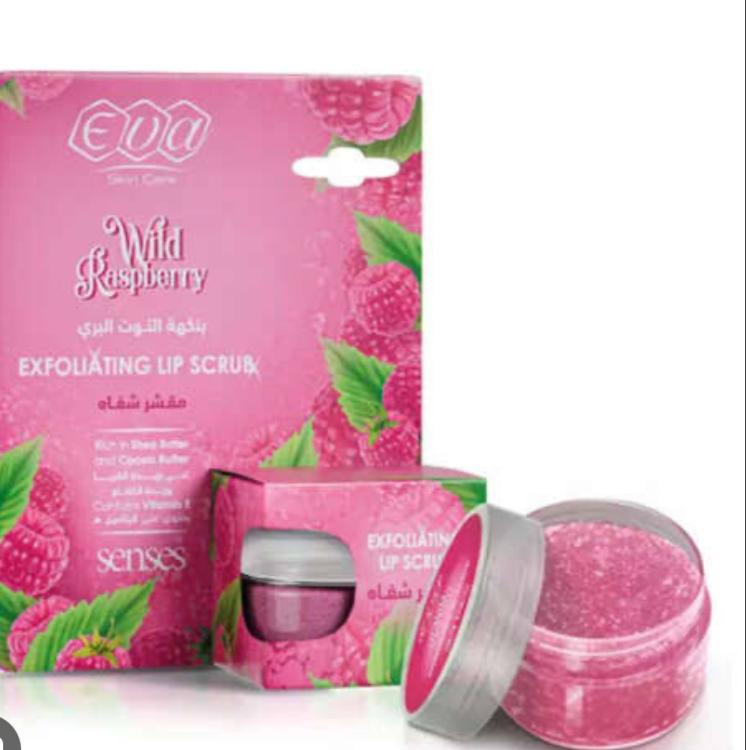 Eva
Skin Care
Wild
Raspberry
بنكهة التوت البري
EXFOLIATING LIP SCRUB
مقشر شفاه
Rich in Shea Butter
and Cocoa Butter
Contains Vitamin E
senses
EXFOLIATING
LIP SCRUB
شفاه